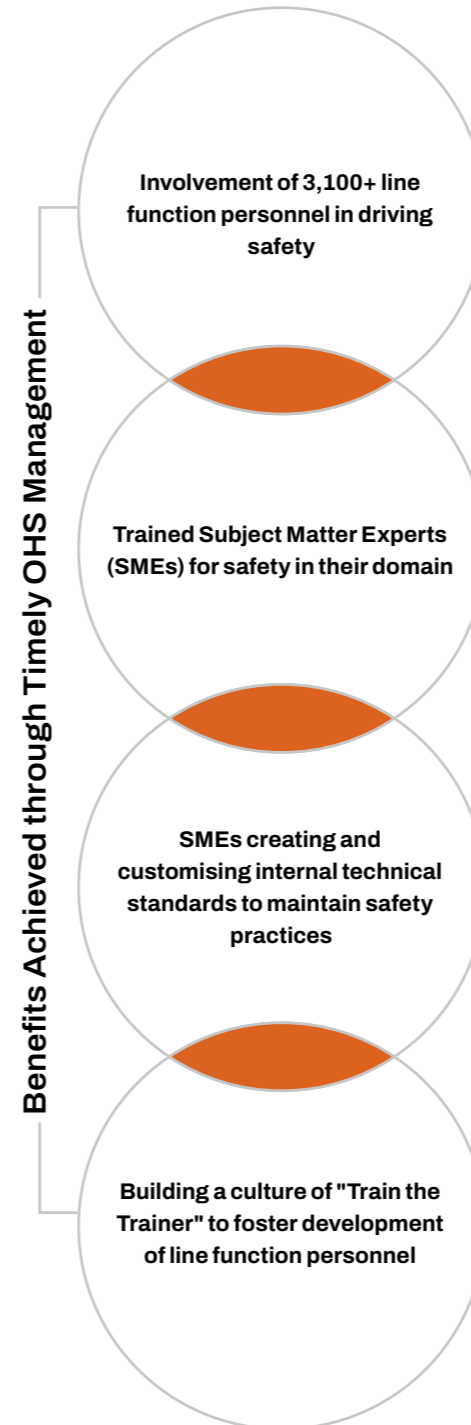 Benefits Achieved through Timely OHS Management
Involvement of 3,100+ line
function personnel in driving
safety
Trained Subject Matter Experts
(SMEs) for safety in their domain
SMEs creating and
customising internal technical
standards to maintain safety
practices
Building a culture of "Train the
Trainer" to foster development
of line function personnel